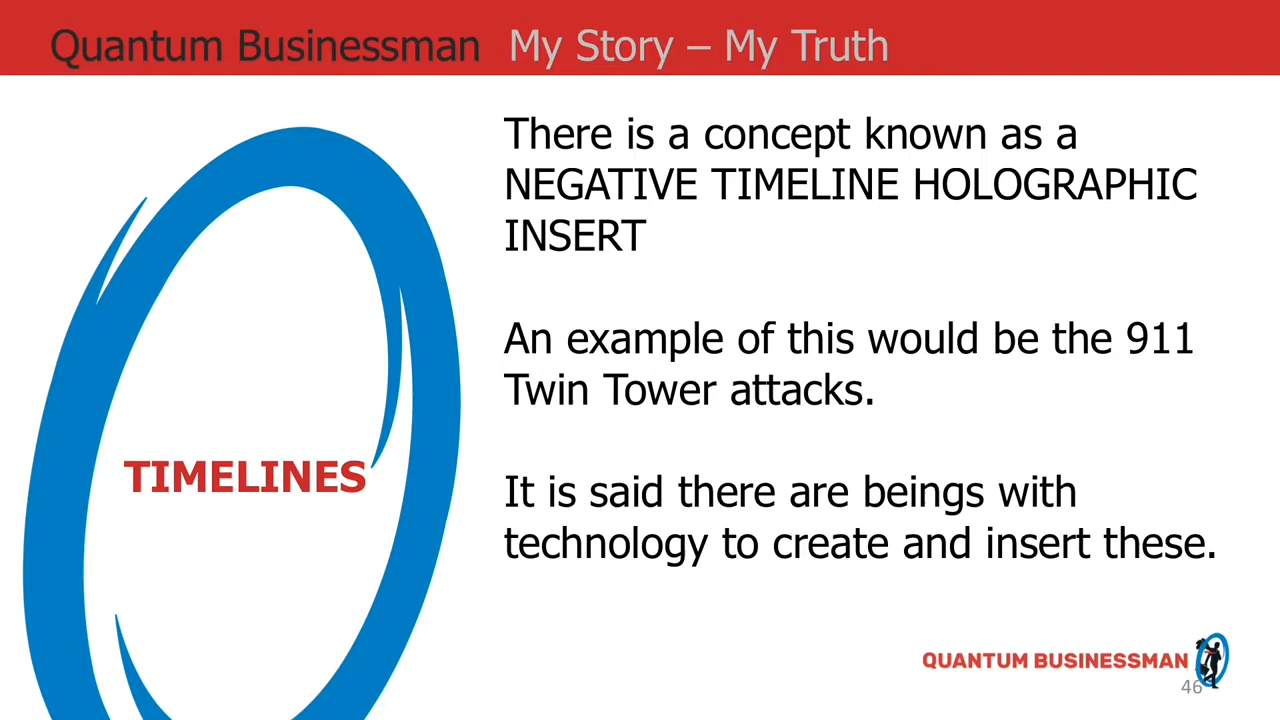 Quantum Businessman My Story – My Truth
There is a concept known as a
NEGATIVE TIMELINE HOLOGRAPHIC
INSERT
An example of this would be the 911
Twin Tower attacks.
TIMELINES
It is said there are beings with
technology to create and insert these.
QUANTUM BUSINESSMAN
46